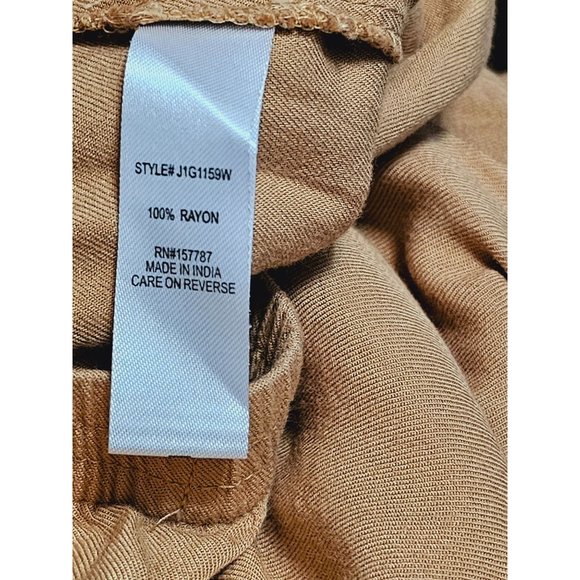 STYLE# J1G1159W
100% RAYON
RN#157787
MADE IN INDIA
CARE ON REVERSE